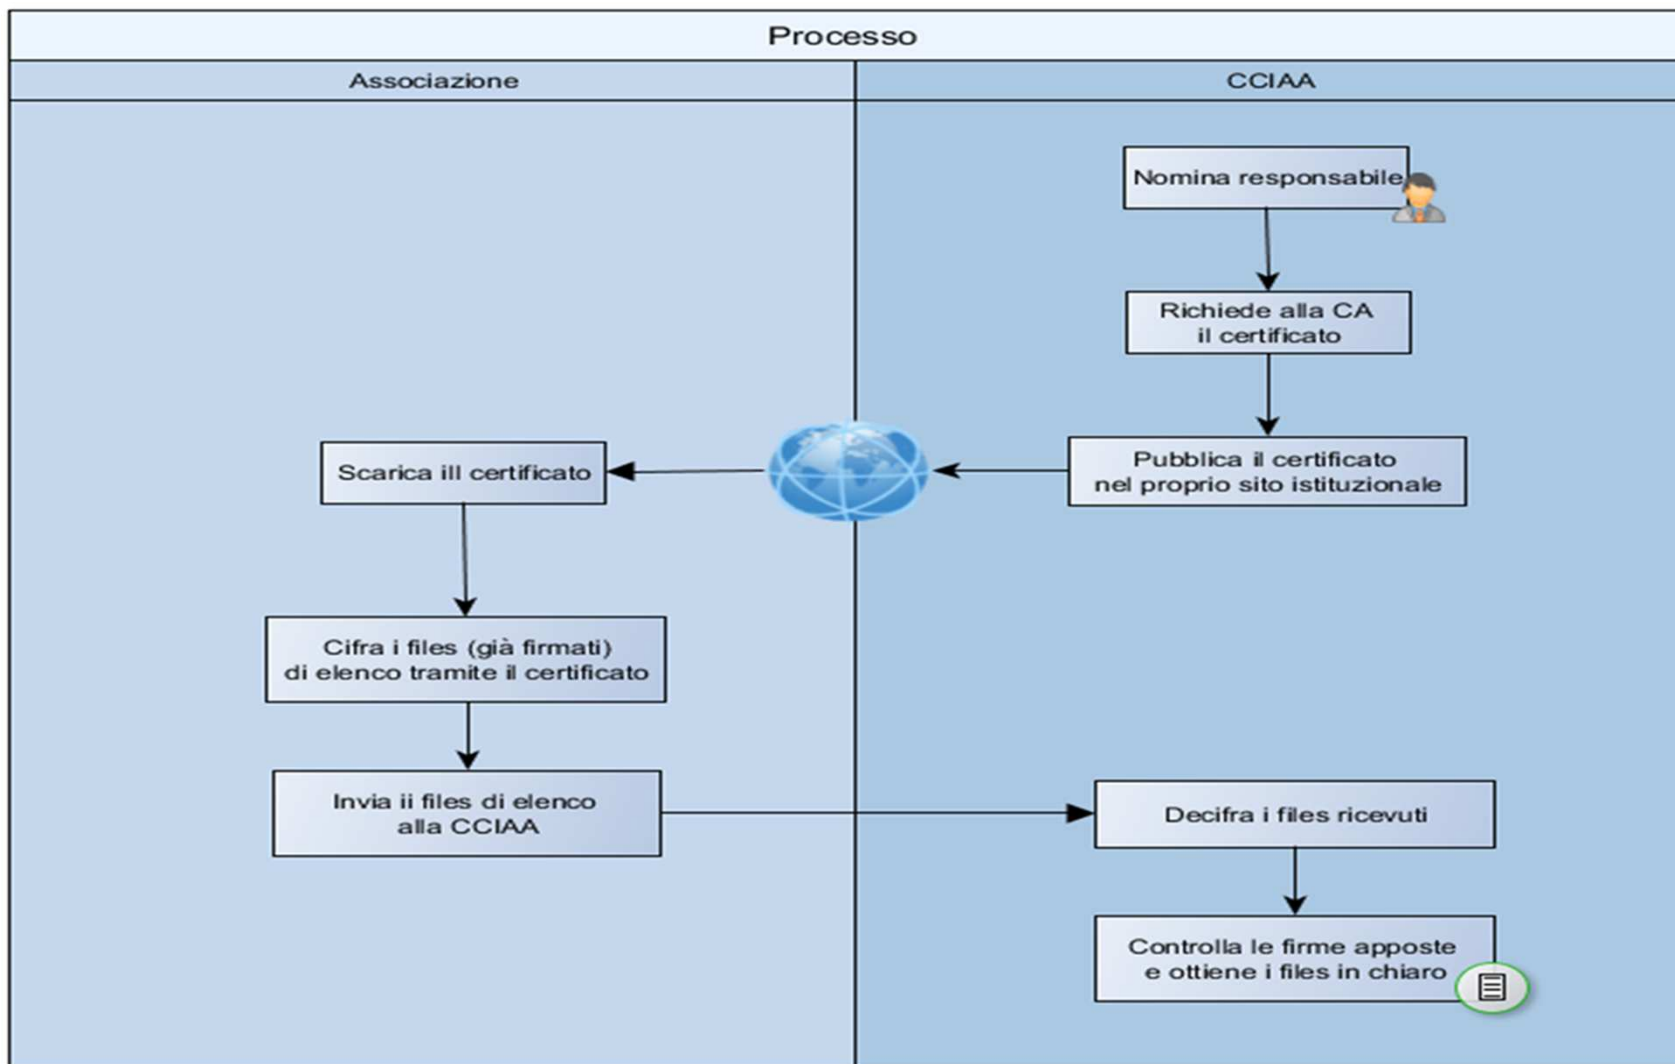 Processo
Associazione
CCIAA
Nomina responsabile
Richiede alla CA
il certificato
Pubblica il certificato
nel proprio sito istituzionale
Scarica ill certificato
Cifra i files (già firmati)
di elenco tramite il certificato
Invia ii files di elenco
alla CCIAA
Decifra i files ricevuti
Controlla le firme apposte
e ottiene i files in chiaro